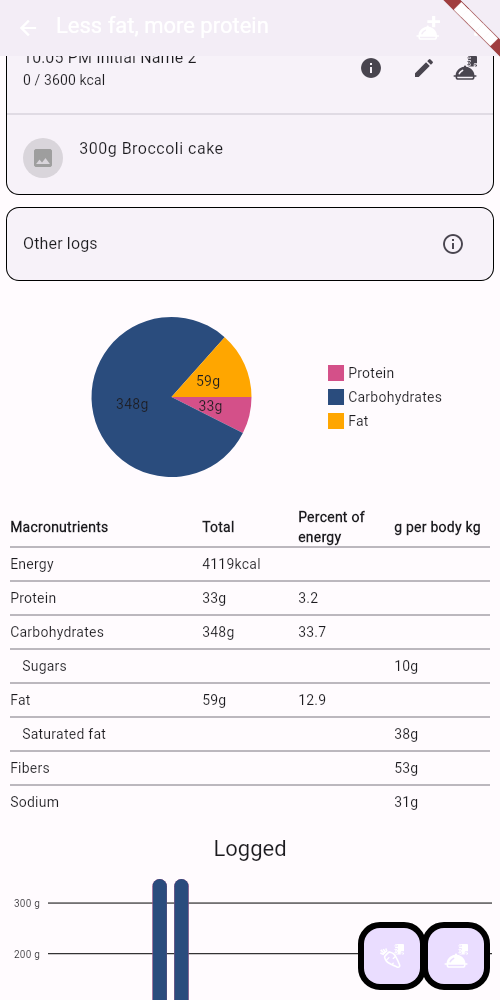 Less fat, more protein
10:05 PM Initial Name 2
0 / 3600 kcal
300g Broccoli cake
Other logs
59g
348g
33g
Protein
Carbohydrates
Fat
Macronutrients Total Percent of energy g per body kg
Energy 4119kcal
Protein 33g 3.2
Carbohydrates 348g 33.7
Sugars 10g
Fat 59g 12.9
Saturated fat 38g
Fibers 53g
Sodium 31g
Logged
300 g
200 g